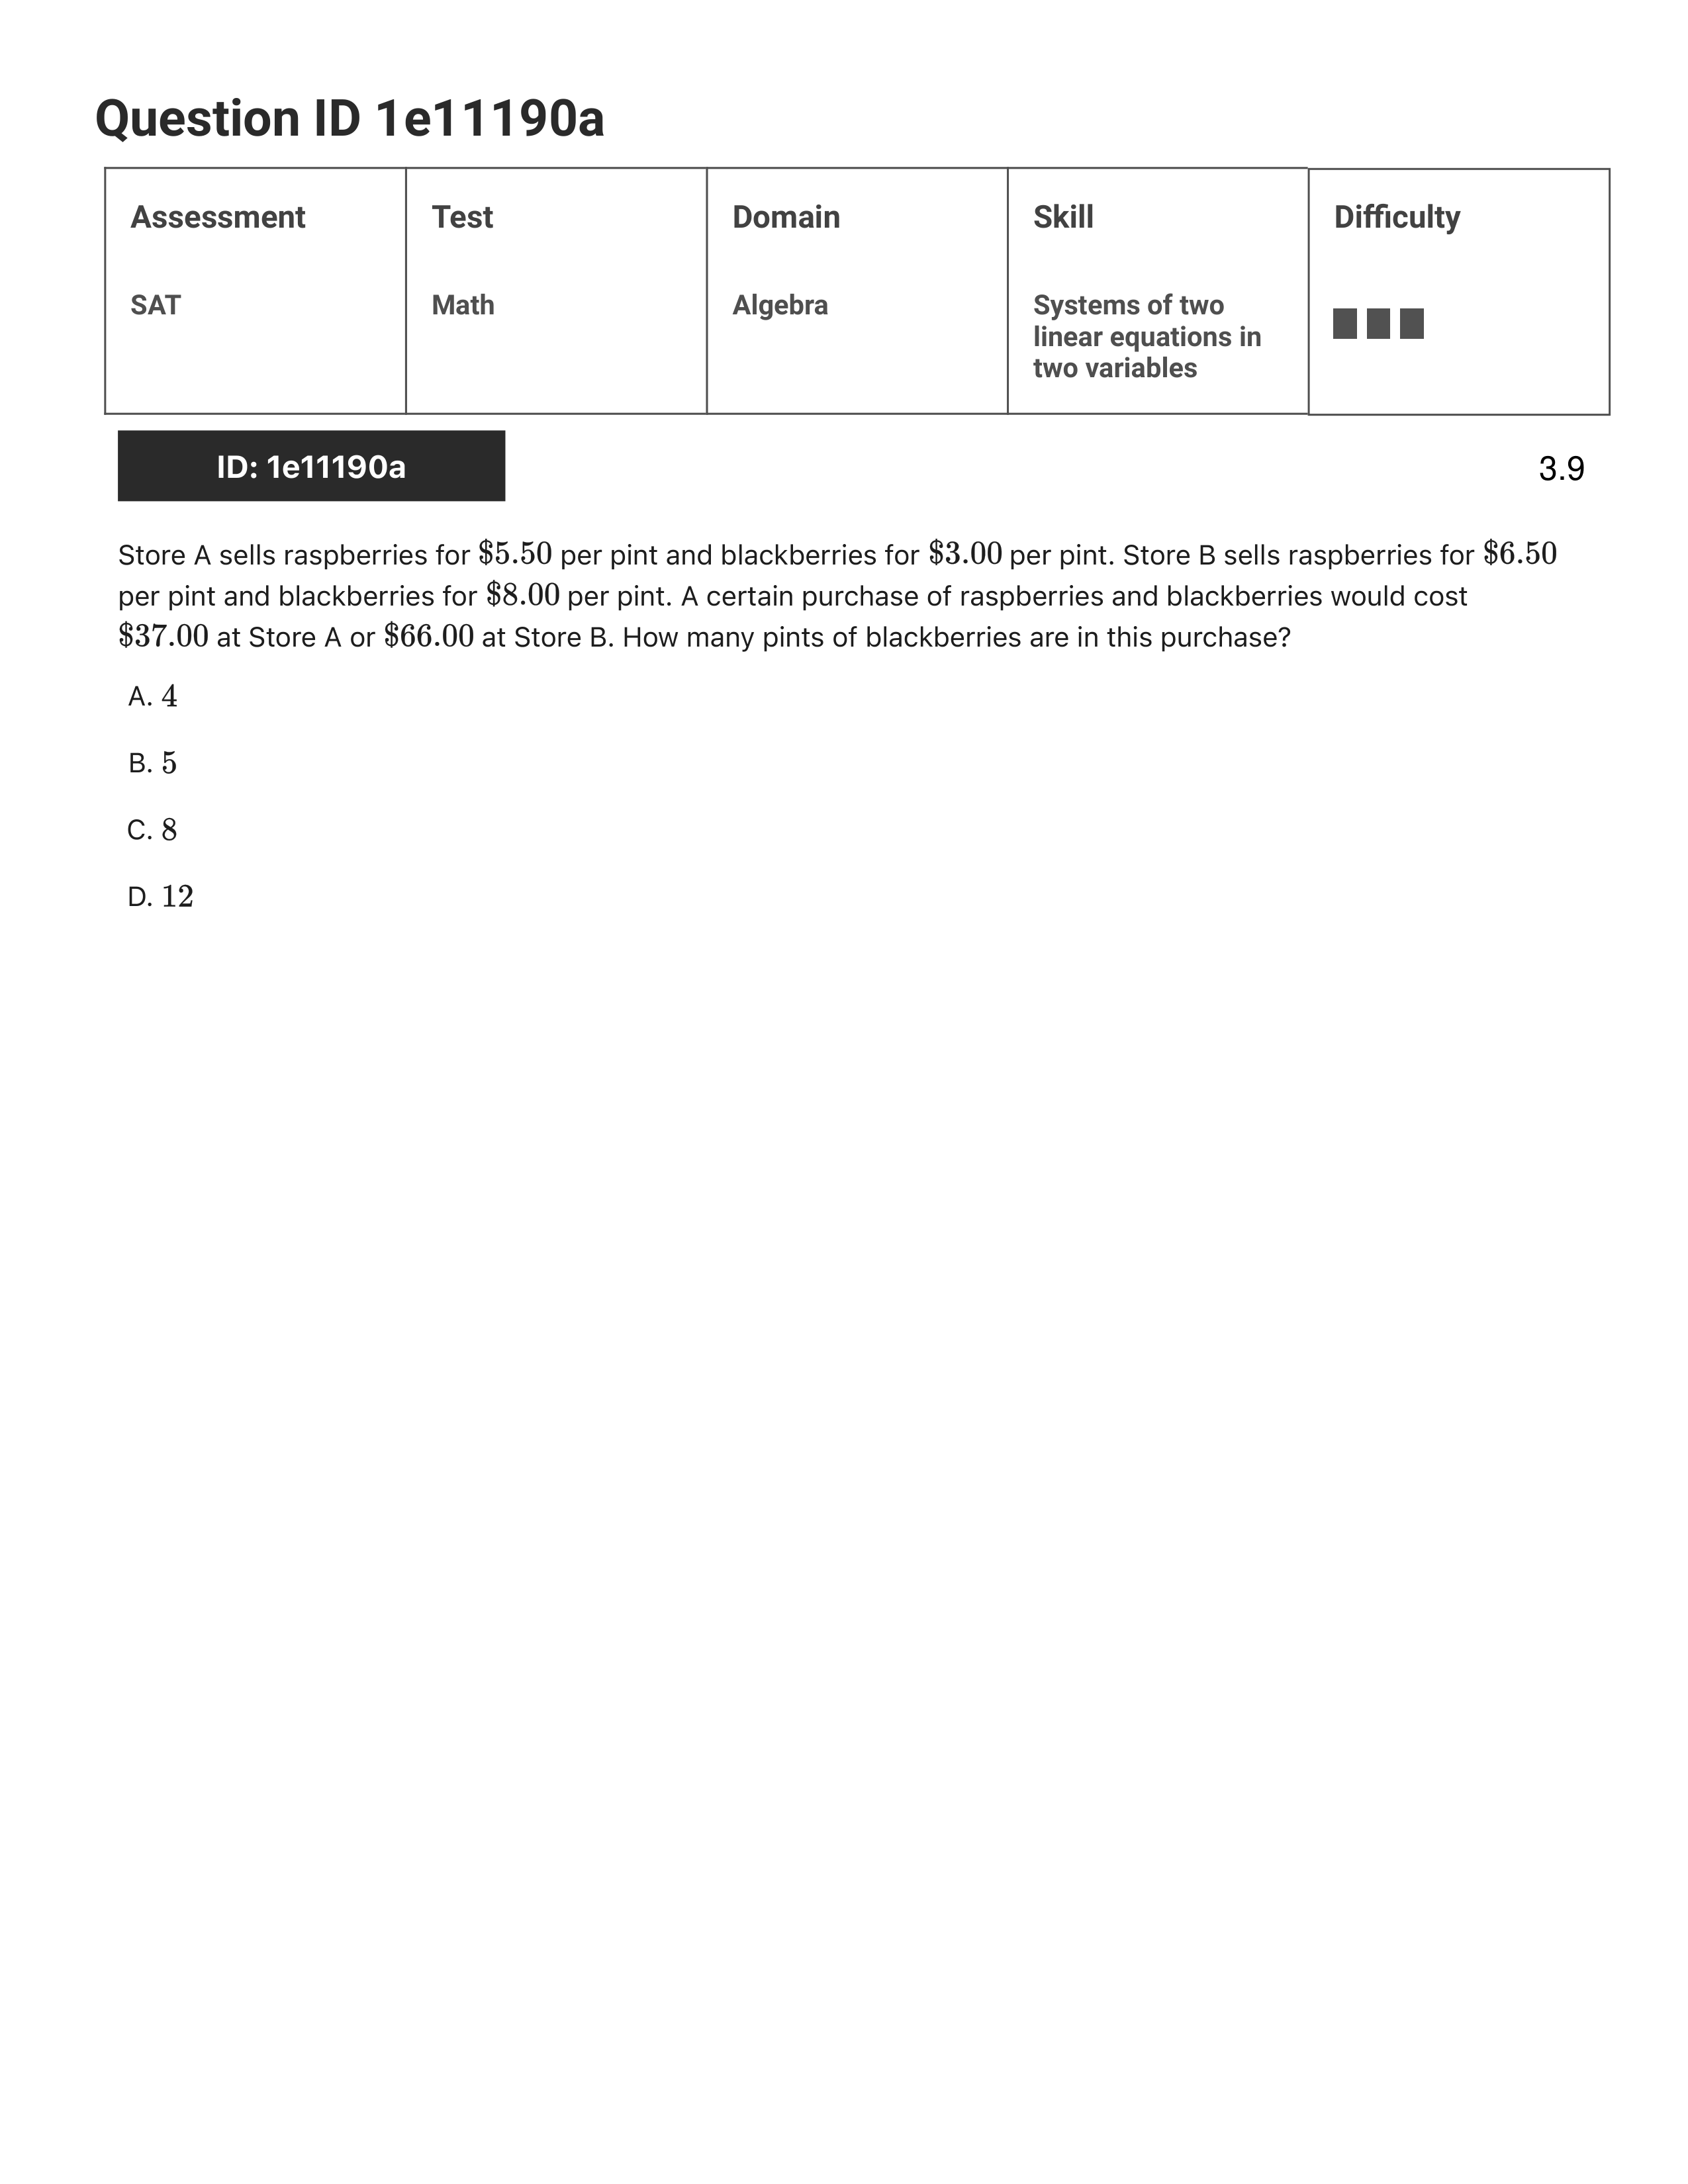 Question ID 1e11190a
Assessment
Test
Domain
Skill
Difficulty
SAT
Math
Algebra
Systems of two
linear equations in
two variables
ID: 1e11190a
3.9
Store A sells raspberries for $5.50 per pint and blackberries for $3.00 per pint. Store B sells raspberries for $6.50
per pint and blackberries for $8.00 per pint. A certain purchase of raspberries and blackberries would cost
$37.00 at Store A or $66.00 at Store B. How many pints of blackberries are in this purchase?
A. 4
B. 5
C. 8
D. 12